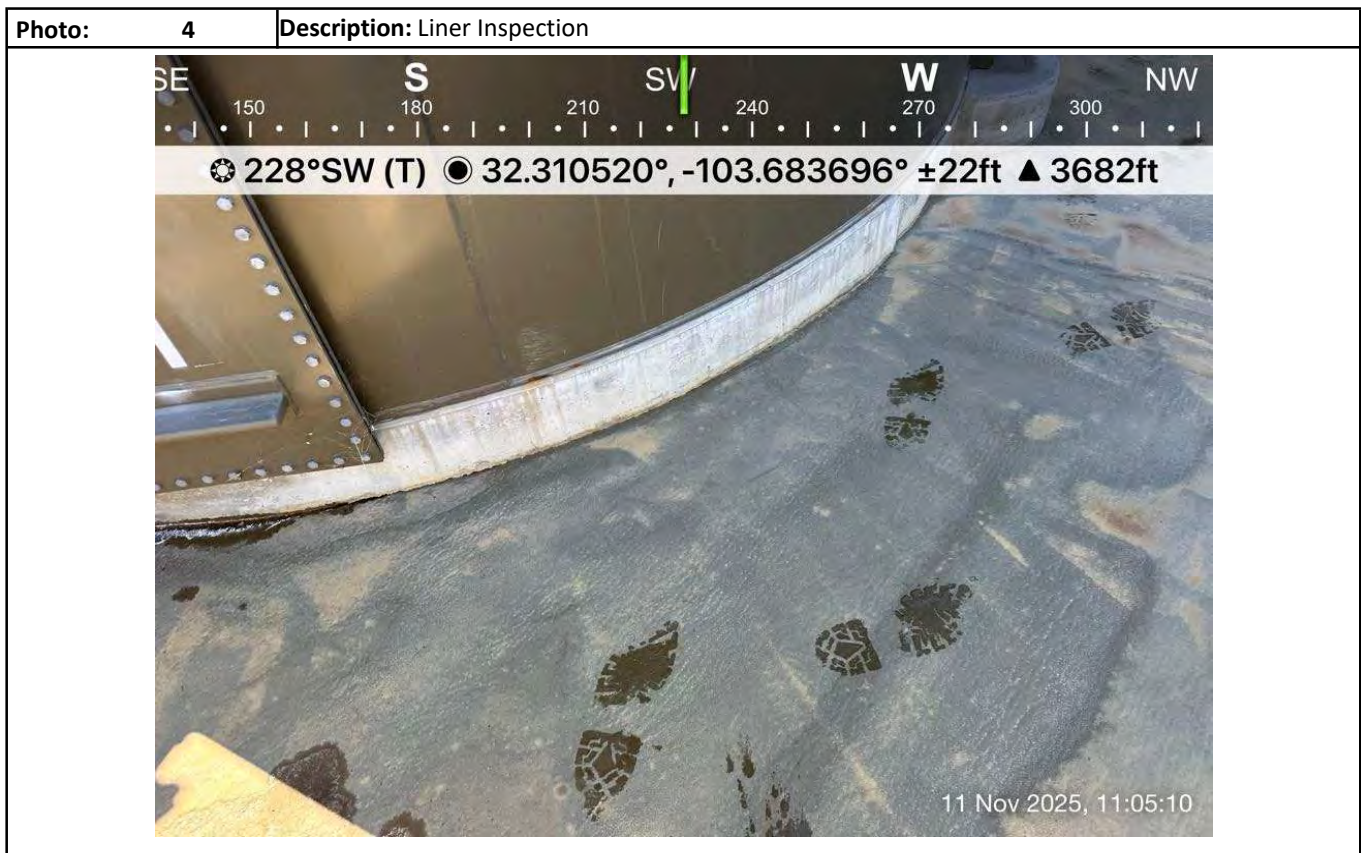 Photo: 4 Description: Liner Inspection
SE S SW W NW
150 180 210 240 270 300
228°SW (T) 32.310520°, -103.683696° ±22ft ▲ 3682ft
11 Nov 2025, 11:05:10